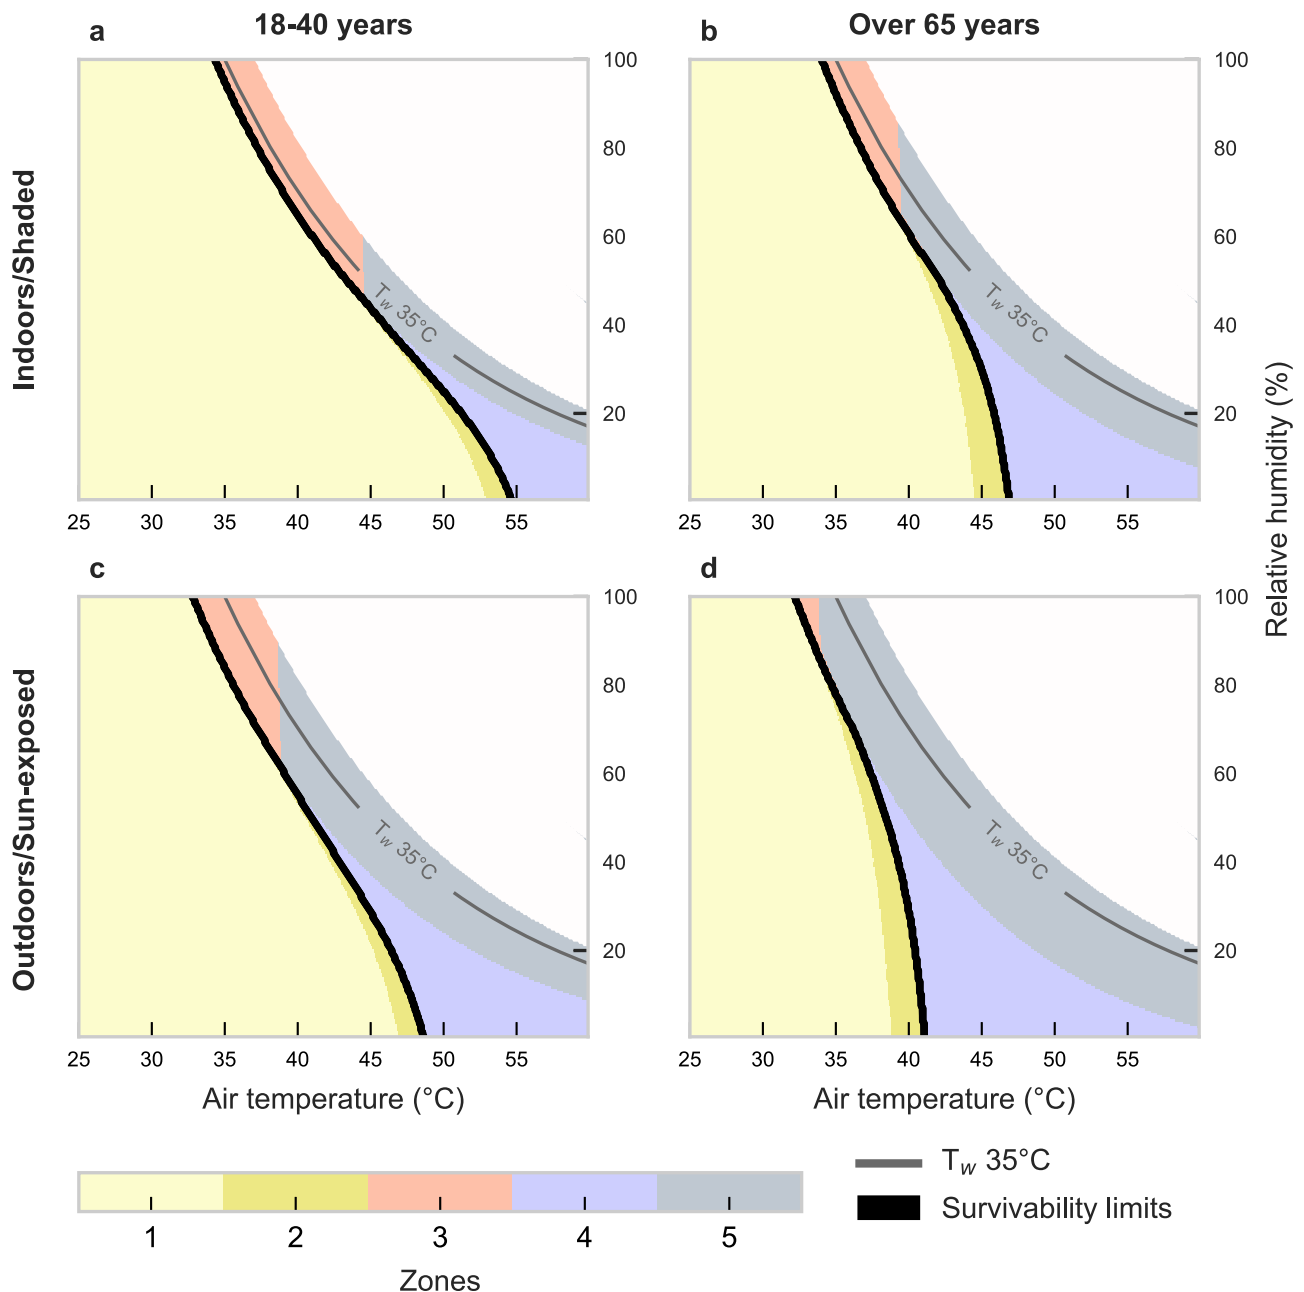 a
18-40 years
b
Over 65 years
Indoors/Shaded
100
80
60
40
20
T_w 35°C
25 30 35 40 45 50 55
100
80
60
40
20
T_w 35°C
25 30 35 40 45 50 55
Relative humidity (%)
c
d
Outdoors/Sun-exposed
100
80
60
40
20
T_w 35°C
25 30 35 40 45 50 55
Air temperature (°C)
100
80
60
40
20
T_w 35°C
25 30 35 40 45 50 55
Air temperature (°C)
1 2 3 4 5
Zones
T_w 35°C
Survivability limits